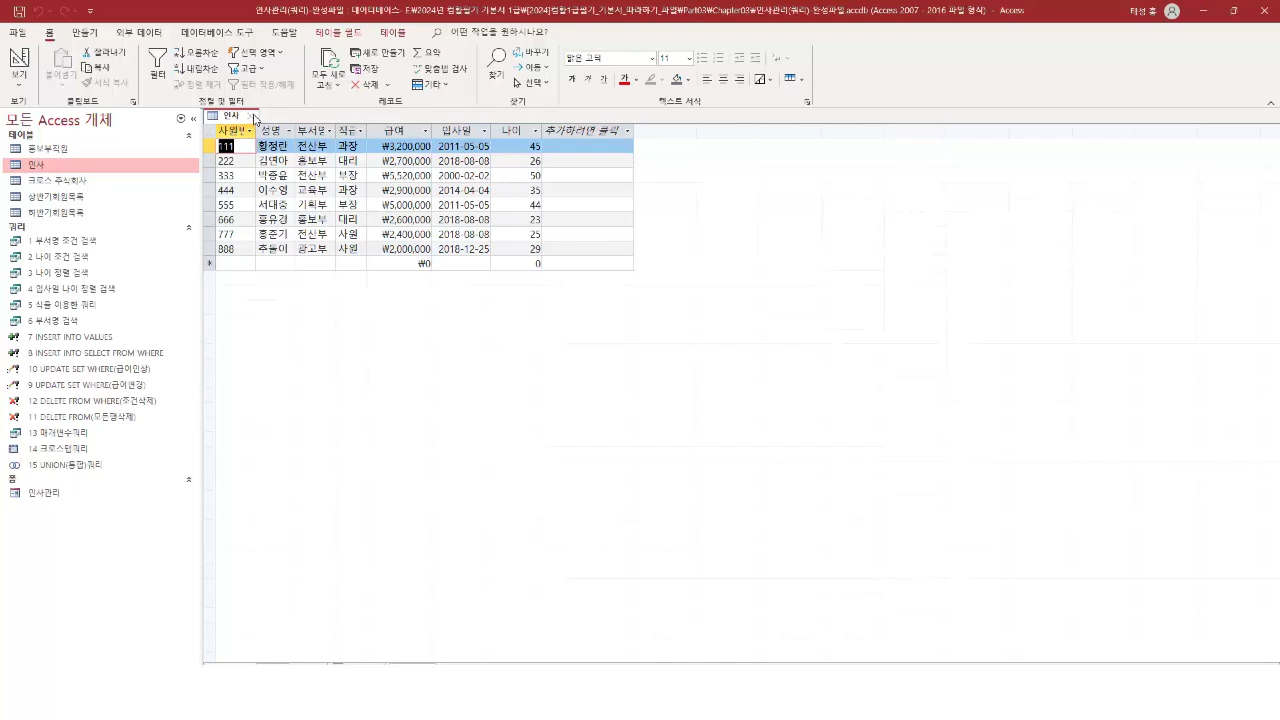 인사관리(쿼리)-완성파일 : 데이터베이스- E:₩2024년 컴활필기 기본서 1급₩[2024]컴활1급필기_기본서_따라하기_파일₩Part03₩Chapter03₩인사관리(쿼리)-완성파일.accdb (Access 2007 - 2016 파일 형식) - Access
태성 홍
파일 홈 만들기 외부 데이터 데이터베이스 도구 도움말 테이블 필드 테이블 어떤 작업을 원하시나요?
보기 붙여넣기 잘라내기 복사 서식 복사
필터 오름차순 내림차순 정렬 제거 선택 영역 고급 필터 적용/해제
모두 새로 고침 새로 만들기 저장 삭제 요약 맞춤법 검사 기타
찾기 바꾸기 이동 선택
맑은 고딕 11
가 가 가 가
보기 클립보드 정렬 및 필터 레코드 찾기 텍스트 서식
모든 Access 개체
테이블
홍보부직원
인사
크로스 주식회사
상반기회원목록
하반기회원목록
쿼리
1 부서명 조건 검색
2 나이 조건 검색
3 나이 정렬 검색
4 입사일 나이 정렬 검색
5 식을 이용한 쿼리
6 부서명 검색
7 INSERT INTO VALUES
8 INSERT INTO SELECT FROM WHERE
10 UPDATE SET WHERE(급여인상)
9 UPDATE SET WHERE(급여변경)
12 DELETE FROM WHERE(조건삭제)
11 DELETE FROM(모든행삭제)
13 매개변수쿼리
14 크로스탭쿼리
15 UNION(통합)쿼리
폼
인사관리
인사
사원번 성명 부서명 직급 급여 입사일 나이 추가하려면 클릭
111 황정란 전산부 과장 ₩3,200,000 2011-05-05 45
222 김연아 홍보부 대리 ₩2,700,000 2018-08-08 26
333 박종윤 전산부 부장 ₩5,520,000 2000-02-02 50
444 이수영 교육부 과장 ₩2,900,000 2014-04-04 35
555 서대중 기획부 부장 ₩5,000,000 2011-05-05 44
666 홍유경 홍보부 대리 ₩2,600,000 2018-08-08 23
777 홍준기 전산부 사원 ₩2,400,000 2018-08-08 25
888 추돌이 광고부 사원 ₩2,000,000 2018-12-25 29
* ₩0 0